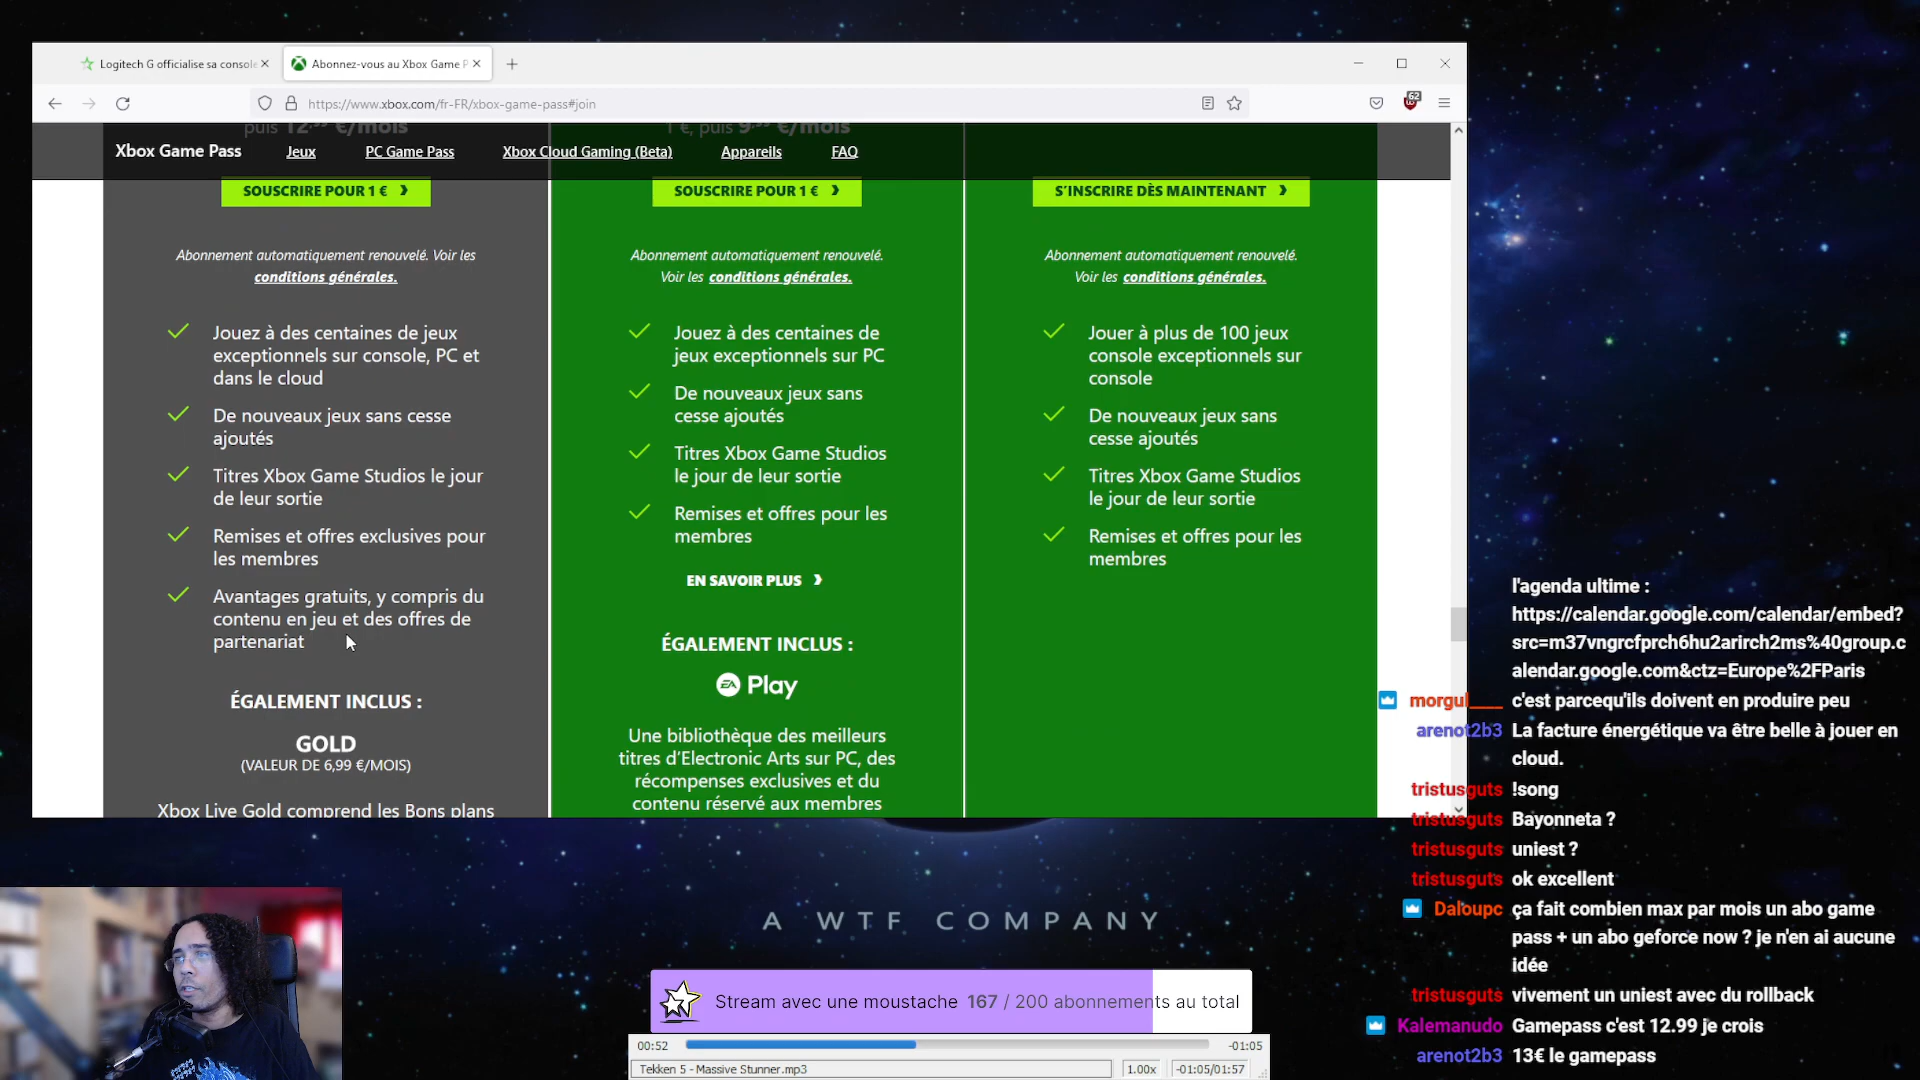 Logitech G officialise sa console
Abonnez-vous au Xbox Game P
https://www.xbox.com/fr-FR/xbox-game-pass#join
62
puis 12,99 €/mois
1 €, puis 9,99 €/mois
Xbox Game Pass
Jeux
PC Game Pass
Xbox Cloud Gaming (Beta)
Appareils
FAQ
SOUSCRIRE POUR 1 €
Abonnement automatiquement renouvelé. Voir les
conditions générales.
Jouez à des centaines de jeux
exceptionnels sur console, PC et
dans le cloud
De nouveaux jeux sans cesse
ajoutés
Titres Xbox Game Studios le jour
de leur sortie
Remises et offres exclusives pour
les membres
Avantages gratuits, y compris du
contenu en jeu et des offres de
partenariat
ÉGALEMENT INCLUS :
GOLD
(VALEUR DE 6,99 €/MOIS)
Xbox Live Gold comprend les Bons plans
SOUSCRIRE POUR 1 €
Abonnement automatiquement renouvelé.
Voir les conditions générales.
Jouez à des centaines de
jeux exceptionnels sur PC
De nouveaux jeux sans
cesse ajoutés
Titres Xbox Game Studios
le jour de leur sortie
Remises et offres pour les
membres
EN SAVOIR PLUS
ÉGALEMENT INCLUS :
EA Play
Une bibliothèque des meilleurs
titres d’Electronic Arts sur PC, des
récompenses exclusives et du
contenu réservé aux membres
S’INSCRIRE DÈS MAINTENANT
Abonnement automatiquement renouvelé.
Voir les conditions générales.
Jouer à plus de 100 jeux
console exceptionnels sur
console
De nouveaux jeux sans
cesse ajoutés
Titres Xbox Game Studios
le jour de leur sortie
Remises et offres pour les
membres
l'agenda ultime :
https://calendar.google.com/calendar/embed?
src=m37vngrcfprch6hu2arirch2ms%40group.c
alendar.google.com&ctz=Europe%2FParis
morgul____ c'est parcequ'ils doivent en produire peu
arenot2b3 La facture énergétique va être belle à jouer en
cloud.
tristusguts !song
tristusguts Bayonneta ?
tristusguts uniest ?
tristusguts ok excellent
Daloupc ça fait combien max par mois un abo game
pass + un abo geforce now ? je n'en ai aucune
idée
tristusguts vivement un uniest avec du rollback
Kalemanudo Gamepass c'est 12.99 je crois
arenot2b3 13€ le gamepass
A WTF COMPANY
Stream avec une moustache 167 / 200 abonnements au total
00:52
-01:05
Tekken 5 - Massive Stunner.mp3
1.00x
-01:05/01:57